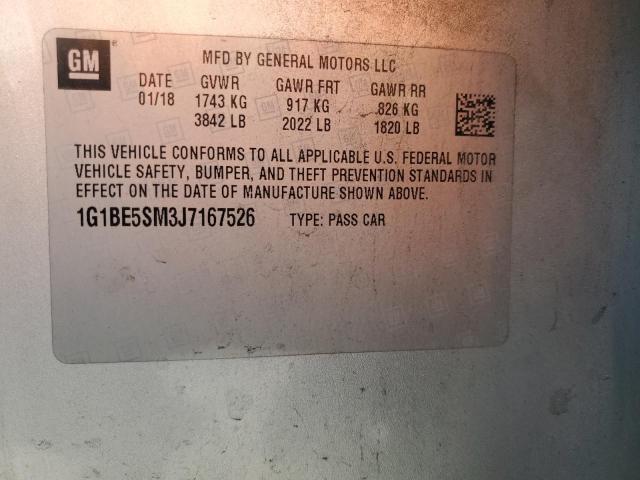 GM ®
MFD BY GENERAL MOTORS LLC
DATE GVWR GAWR FRT GAWR RR
01/18 1743 KG 917 KG 826 KG
3842 LB 2022 LB 1820 LB
THIS VEHICLE CONFORMS TO ALL APPLICABLE U.S. FEDERAL MOTOR
VEHICLE SAFETY, BUMPER, AND THEFT PREVENTION STANDARDS IN
EFFECT ON THE DATE OF MANUFACTURE SHOWN ABOVE.
1G1BE5SM3J7167526 TYPE: PASS CAR